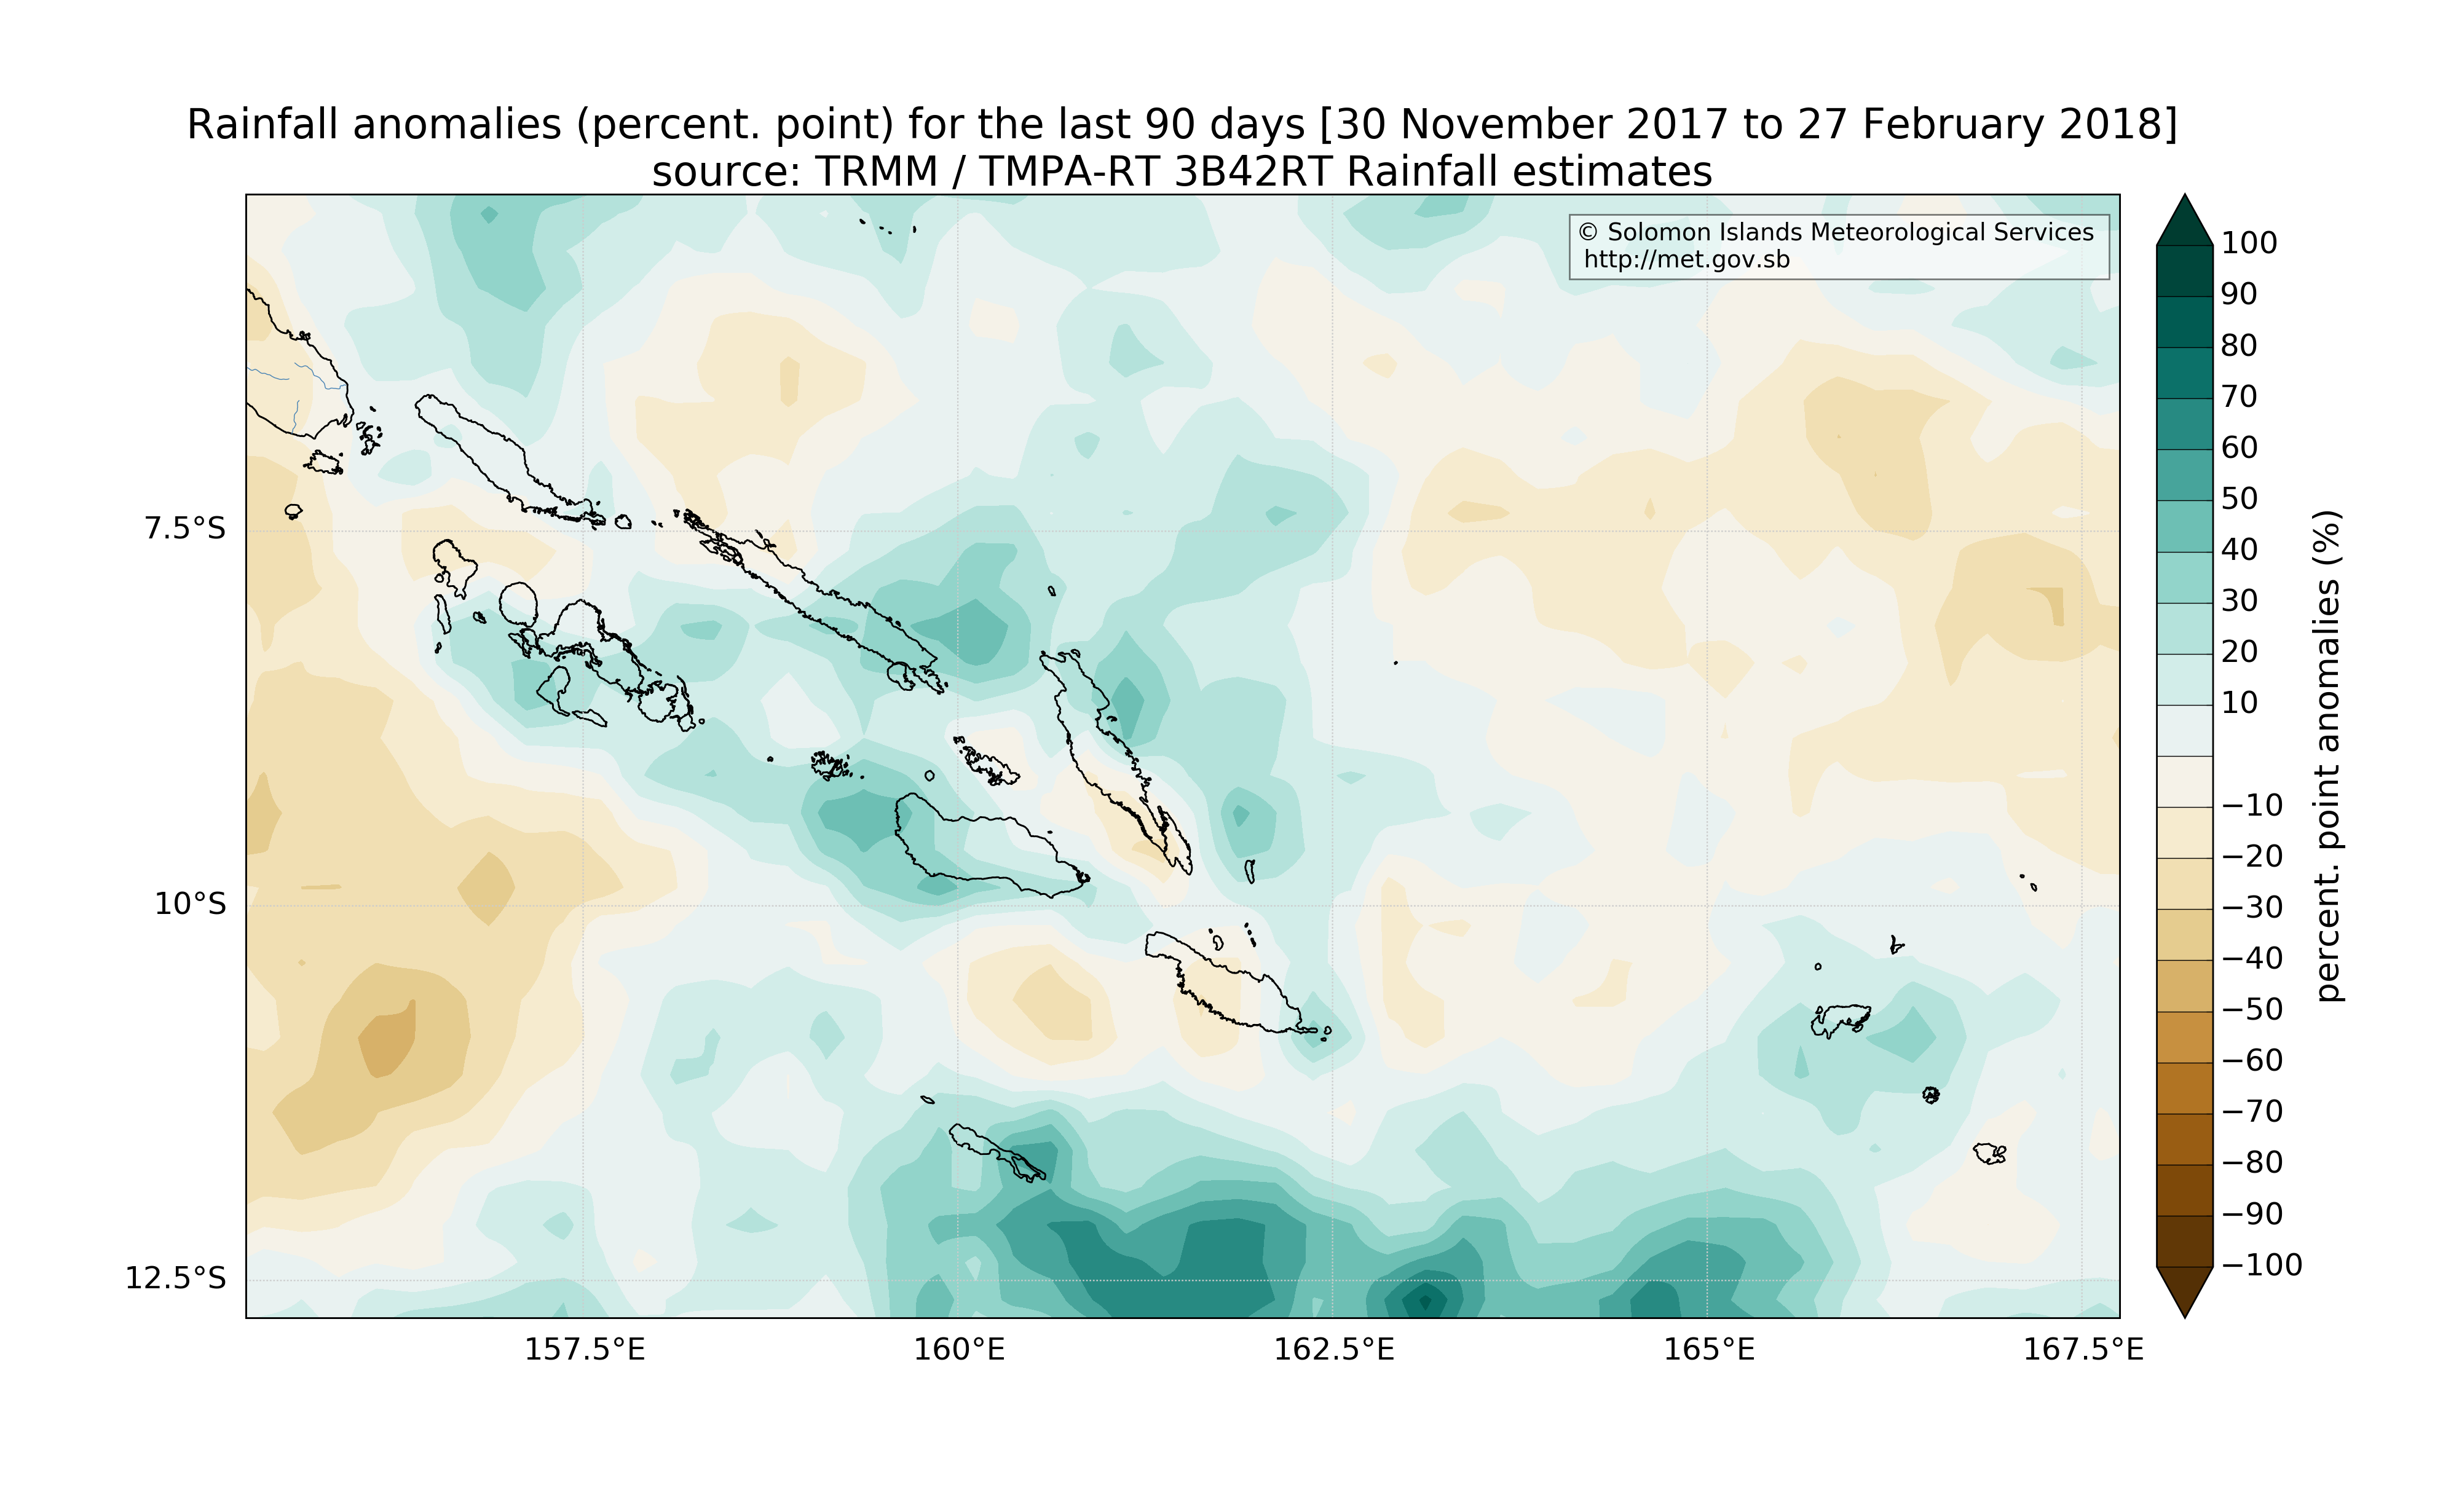 Rainfall anomalies (percent. point) for the last 90 days [30 November 2017 to 27 February 2018]
source: TRMM / TMPA-RT 3B42RT Rainfall estimates
© Solomon Islands Meteorological Services
http://met.gov.sb
7.5°S
10°S
12.5°S
157.5°E
160°E
162.5°E
165°E
167.5°E
100
90
80
70
60
50
40
30
20
10
−10
−20
−30
−40
−50
−60
−70
−80
−90
−100
percent. point anomalies (%)